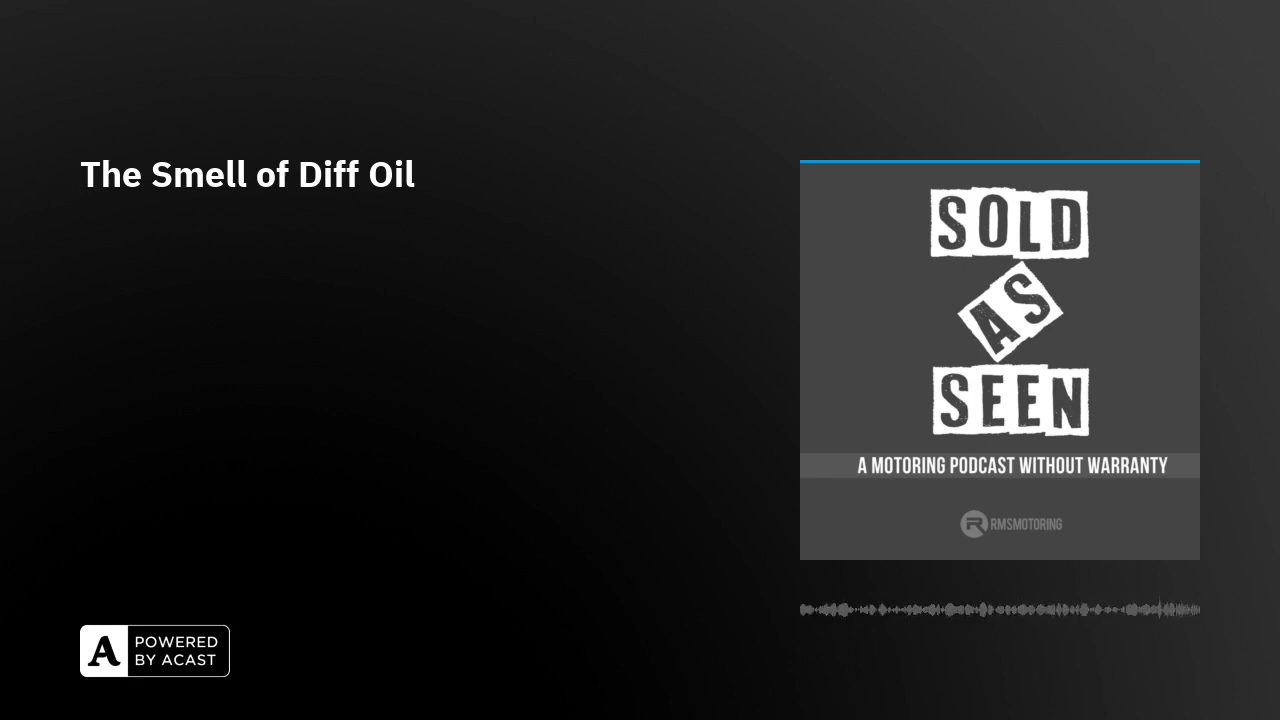 The Smell of Diff Oil
SOLD
AS
SEEN
A MOTORING PODCAST WITHOUT WARRANTY
R RMSMOTORING
A POWERED
BY ACAST